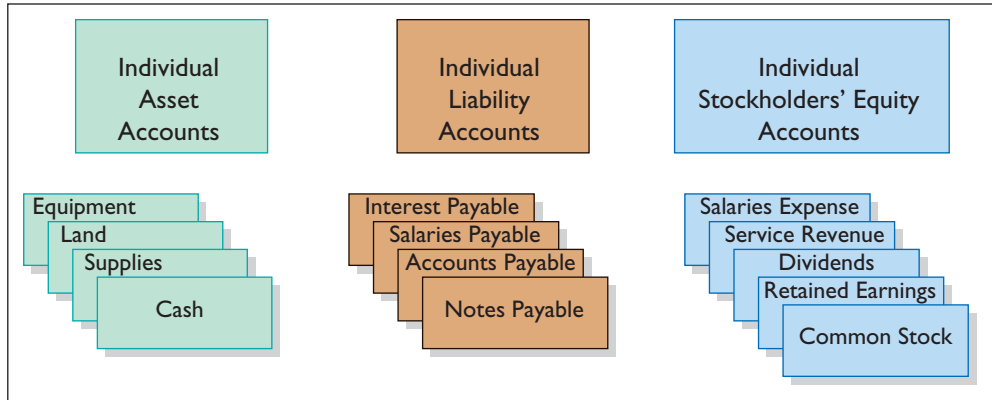 Individual
Asset
Accounts
Individual
Liability
Accounts
Individual
Stockholders' Equity
Accounts
Equipment
Land
Supplies
Cash
Interest Payable
Salaries Payable
Accounts Payable
Notes Payable
Salaries Expense
Service Revenue
Dividends
Retained Earnings
Common Stock